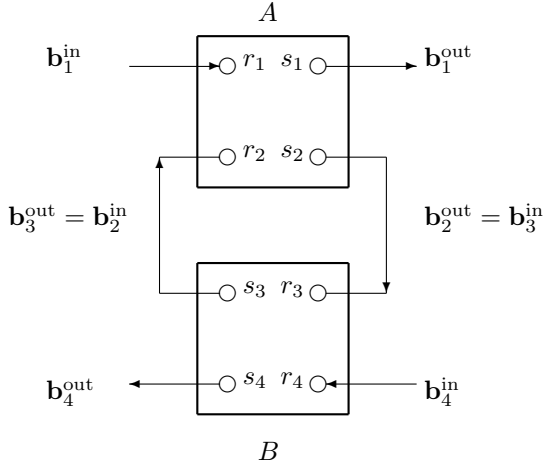 A
𝐛₁ⁱⁿ r₁ s₁ 𝐛₁ᵒᵘᵗ
r₂ s₂
𝐛₃ᵒᵘᵗ = 𝐛₂ⁱⁿ 𝐛₂ᵒᵘᵗ = 𝐛₃ⁱⁿ
s₃ r₃
𝐛₄ᵒᵘᵗ s₄ r₄ 𝐛₄ⁱⁿ
B